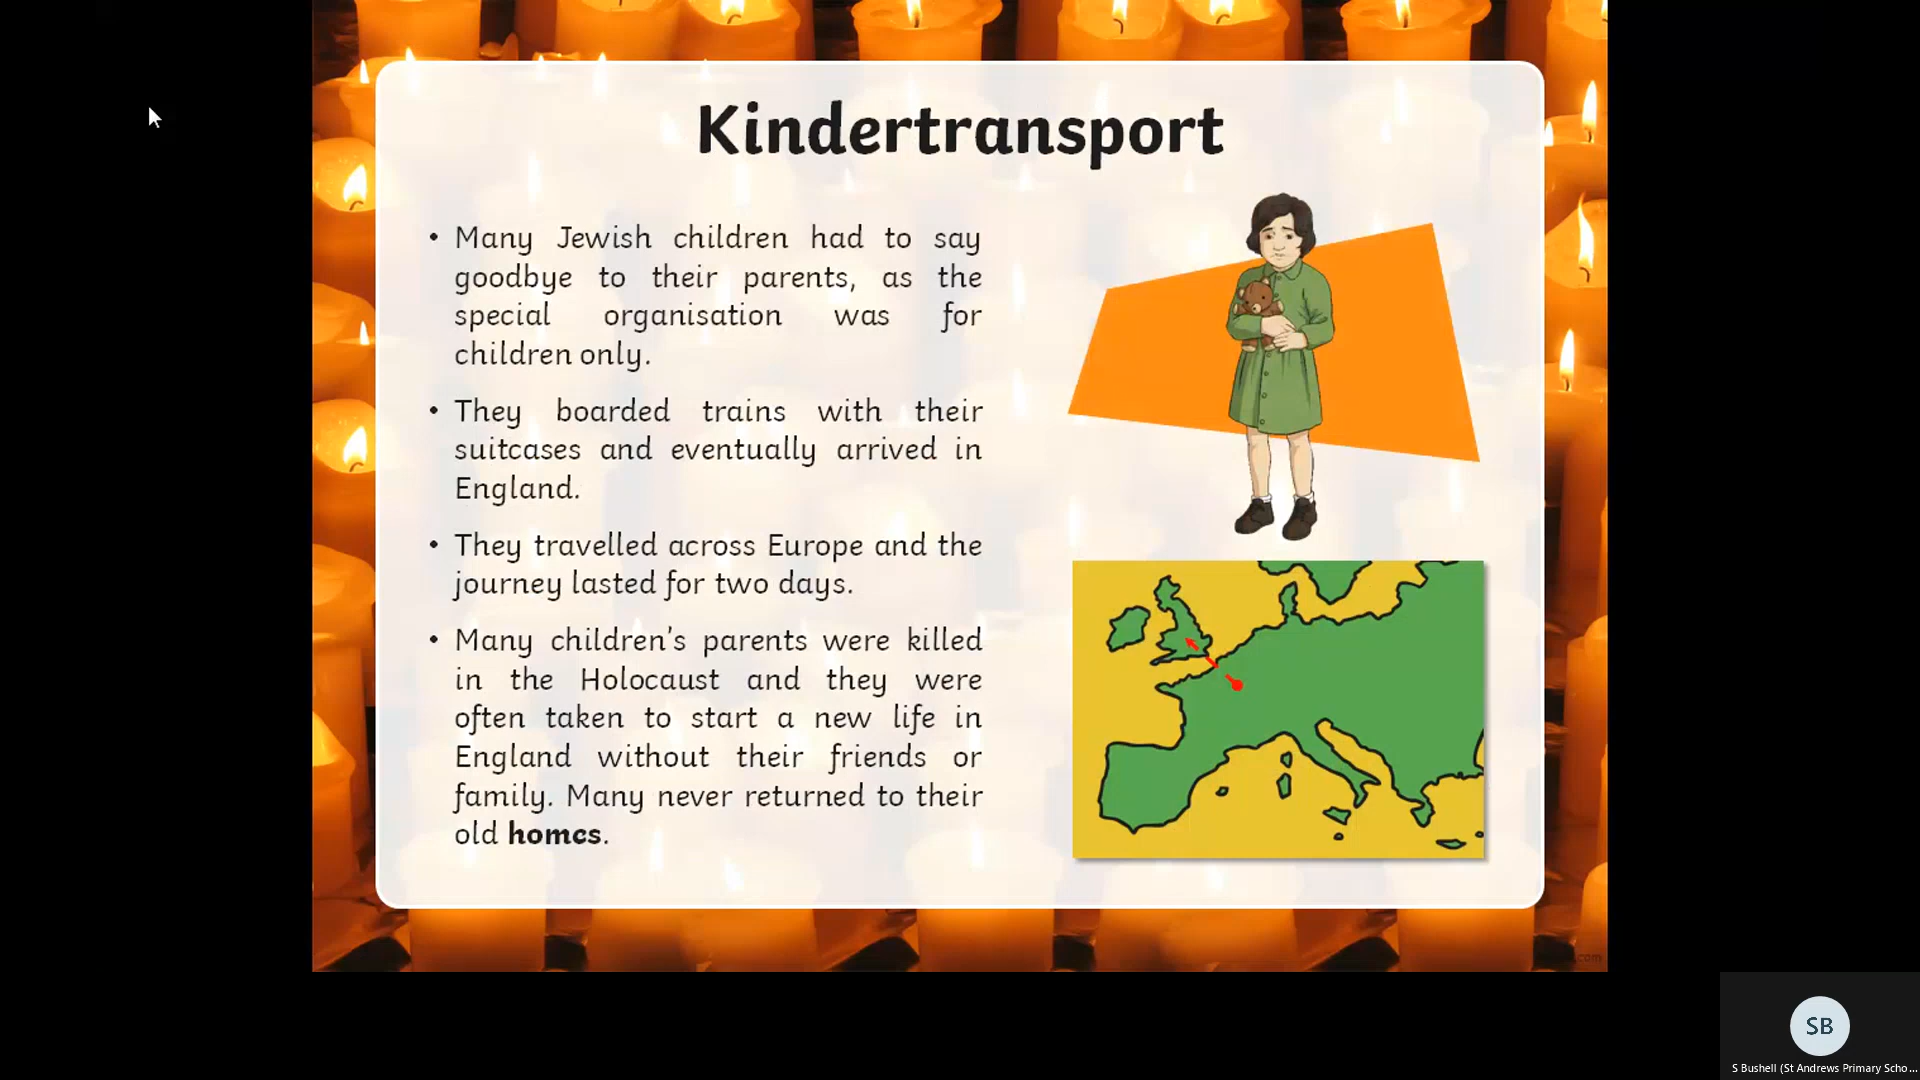 Kindertransport
• Many Jewish children had to say
goodbye to their parents, as the
special organisation was for
children only.
• They boarded trains with their
suitcases and eventually arrived in
England.
• They travelled across Europe and the
journey lasted for two days.
• Many children's parents were killed
in the Holocaust and they were
often taken to start a new life in
England without their friends or
family. Many never returned to their
old homes.
SB
S Bushell (St Andrews Primary Scho...